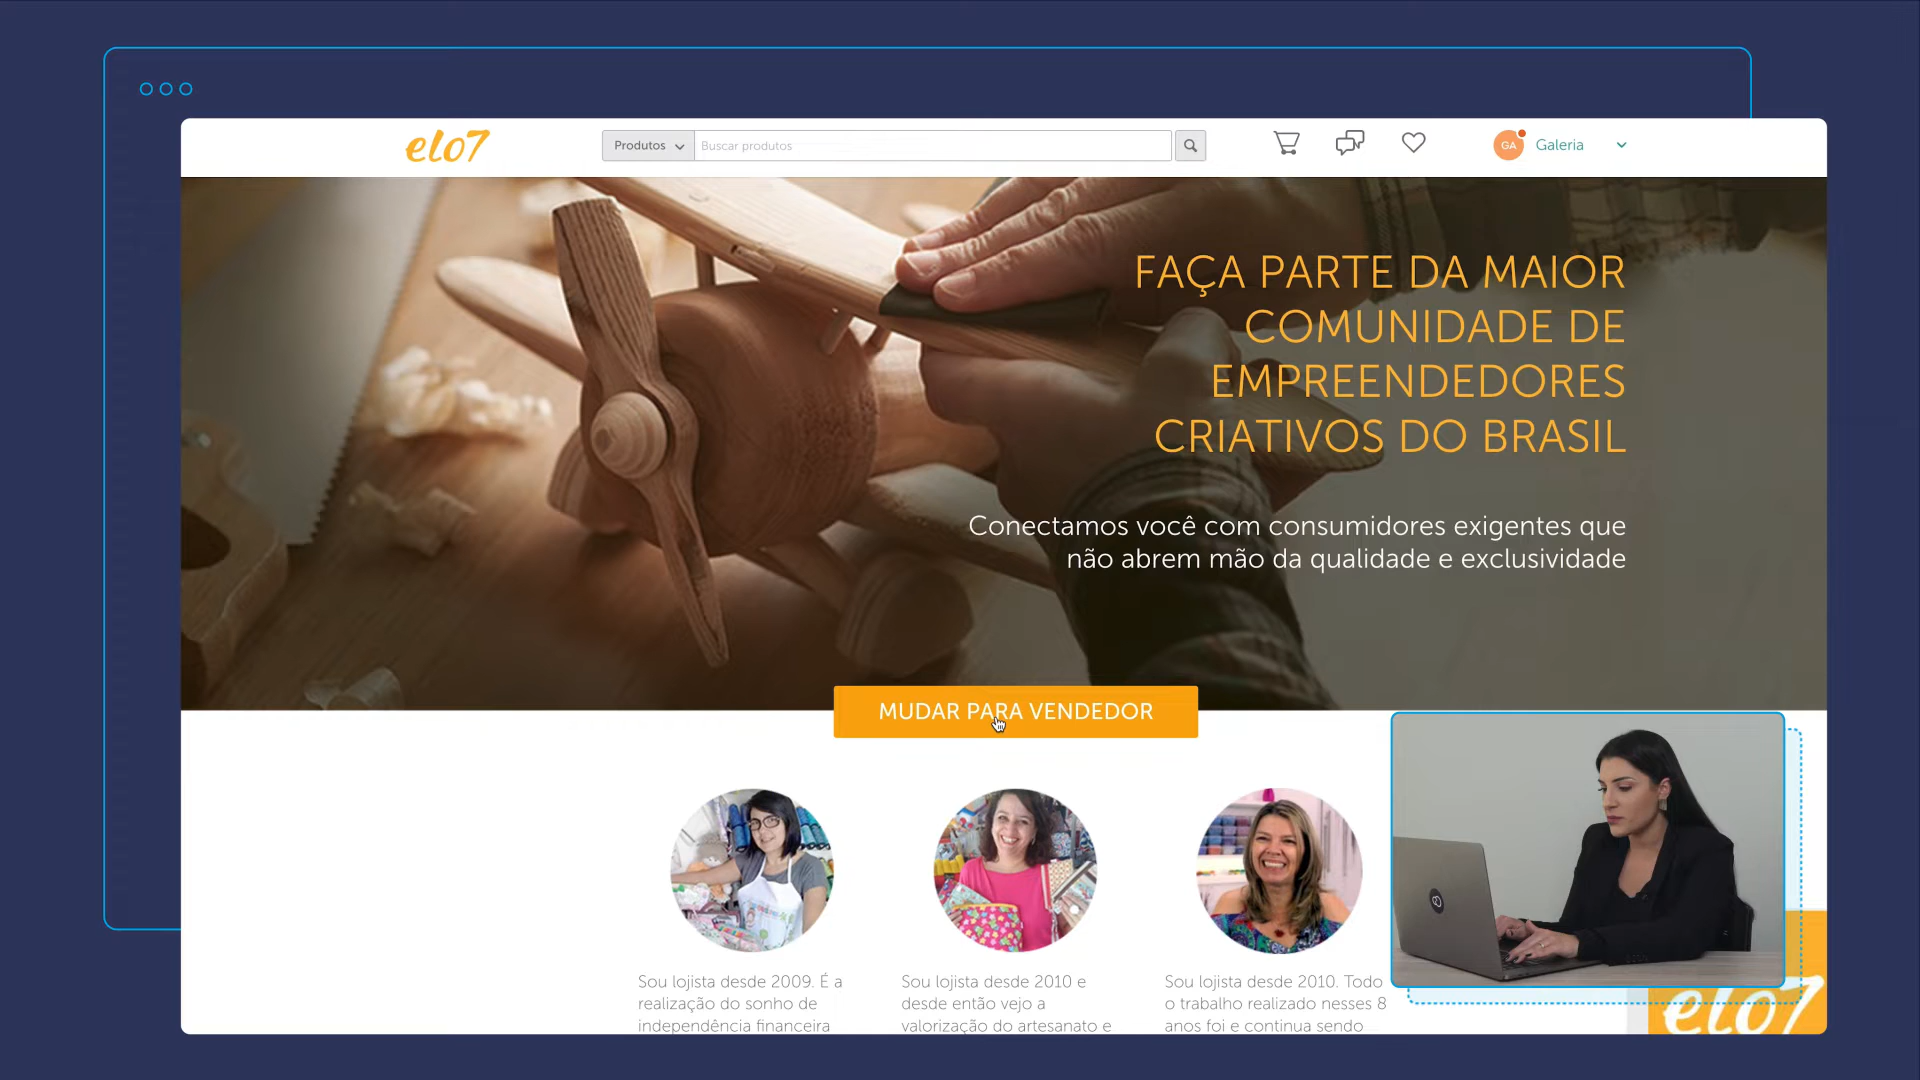 elo7
Produtos
Buscar produtos
GA
Galeria
FAÇA PARTE DA MAIOR
COMUNIDADE DE
EMPREENDEDORES
CRIATIVOS DO BRASIL
Conectamos você com consumidores exigentes que
não abrem mão da qualidade e exclusividade
MUDAR PARA VENDEDOR
Sou lojista desde 2009. É a
realização do sonho de
independência financeira
Sou lojista desde 2010 e
desde então vejo a
valorização do artesanato e
Sou lojista desde 2010. Todo
o trabalho realizado nesses 8
anos foi e continua sendo
elo7